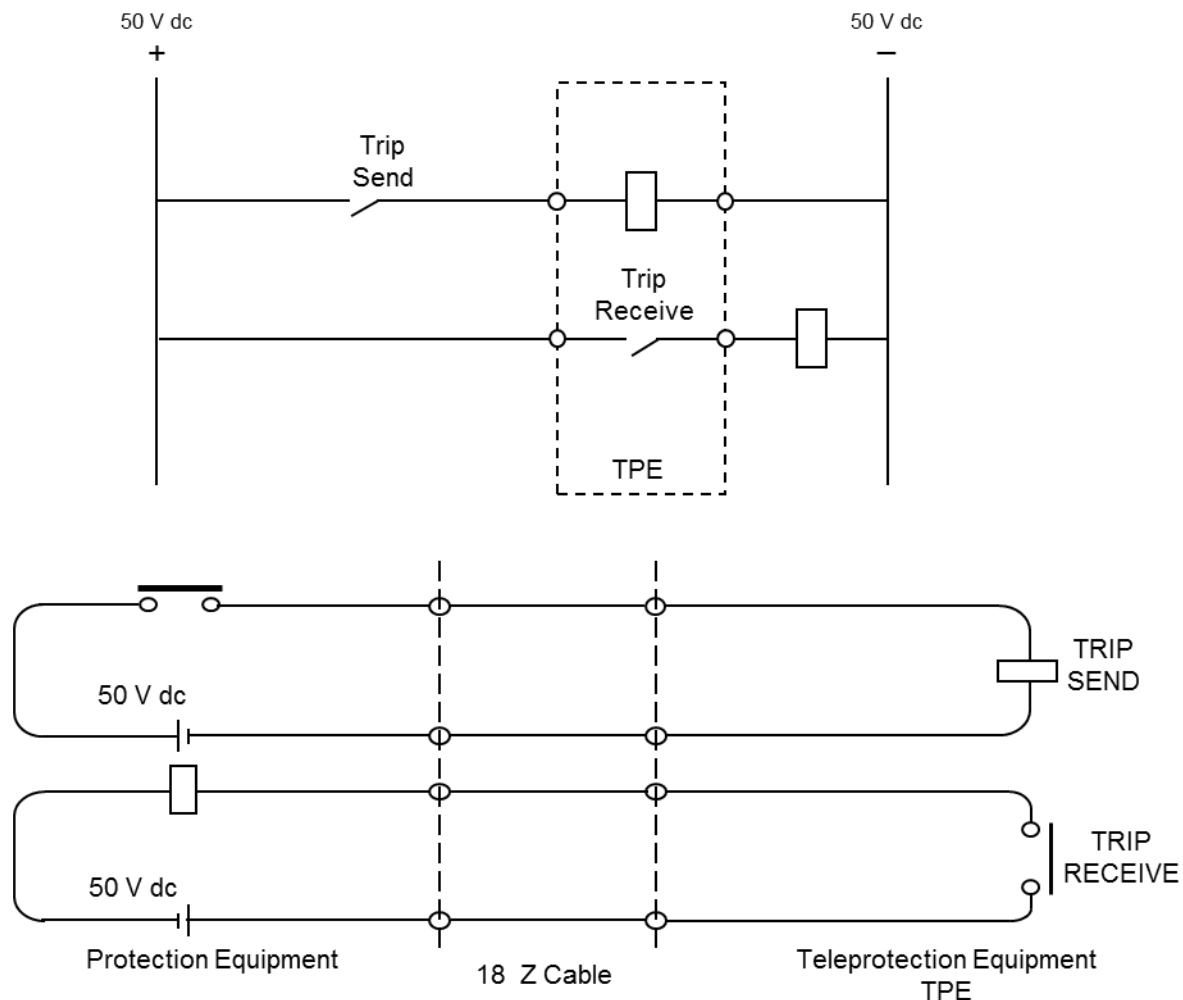 50 V dc
50 V dc
+
–
Trip
Send
Trip
Receive
TPE
50 V dc
TRIP
SEND
50 V dc
TRIP
RECEIVE
Protection Equipment
18 Z Cable
Teleprotection Equipment
TPE